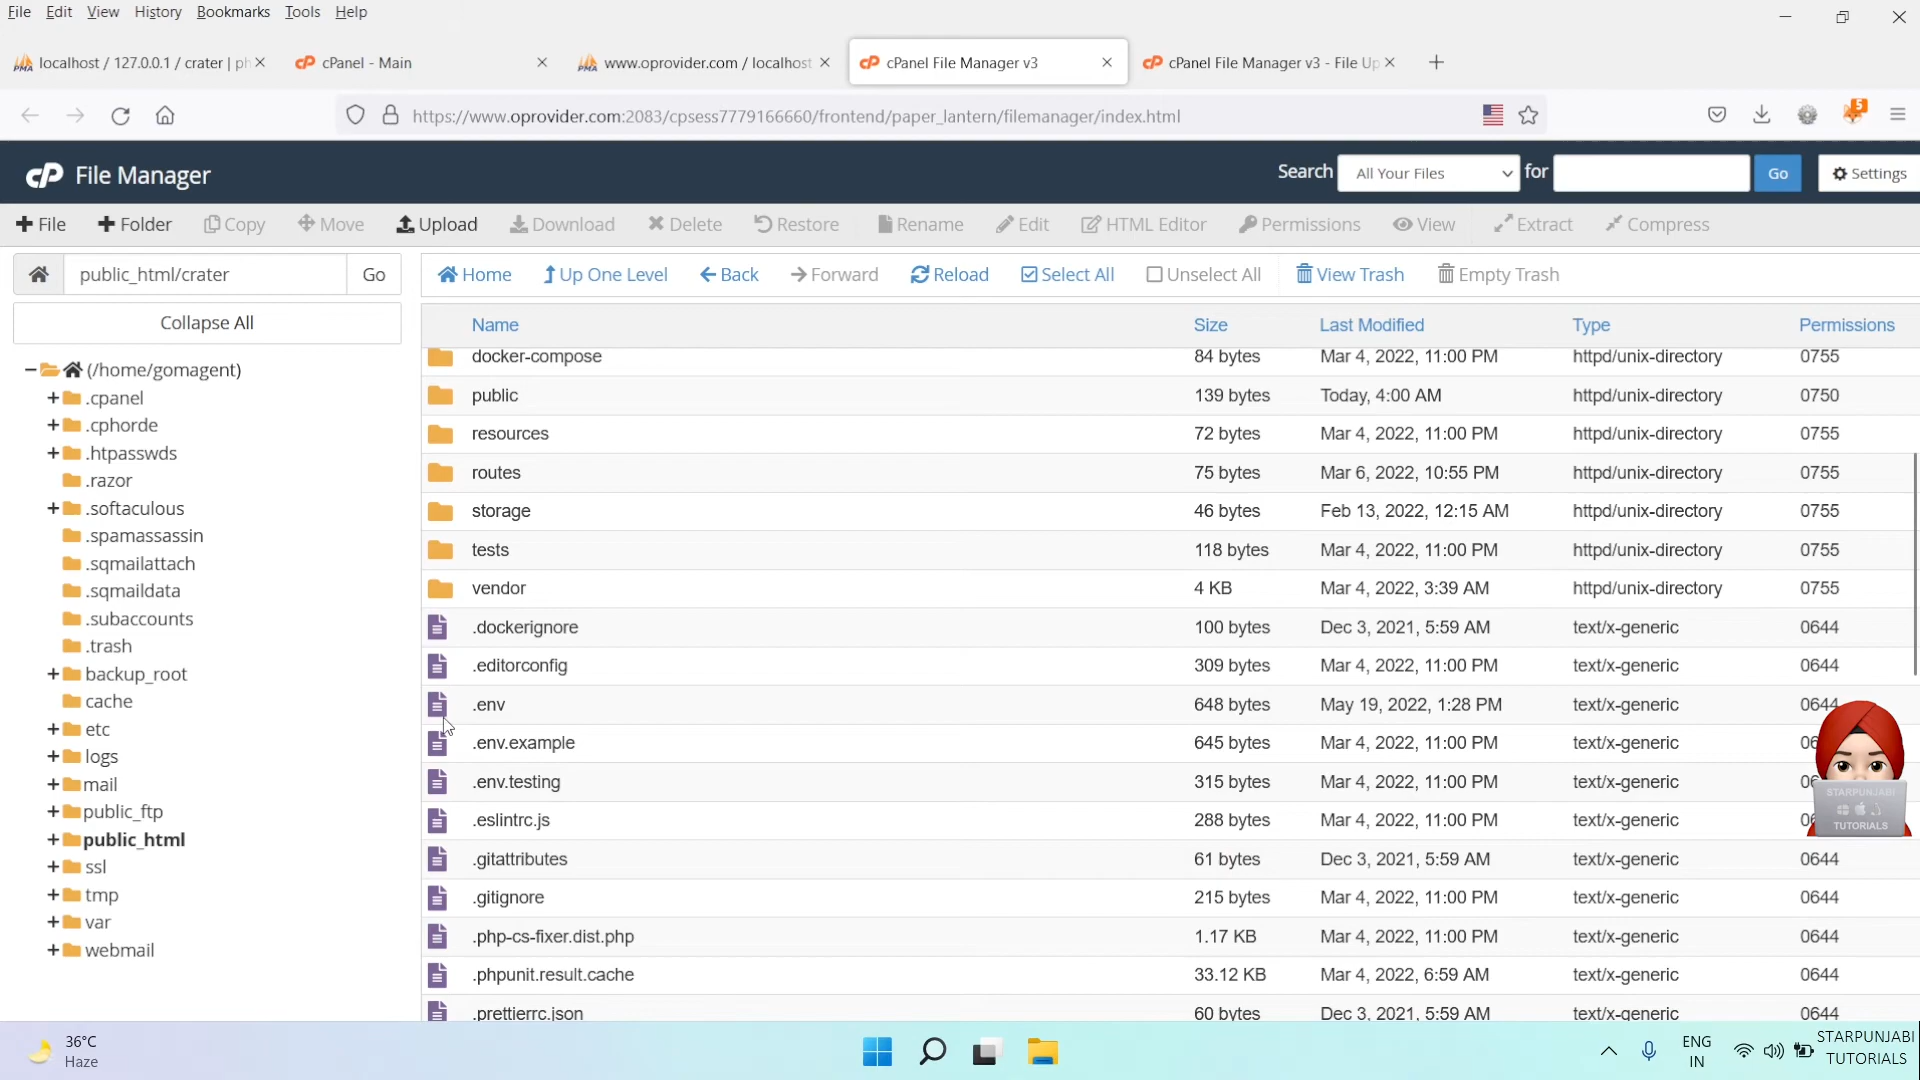 File Edit View History Bookmarks Tools Help
localhost / 127.0.0.1 / crater | ph
cPanel - Main
www.oprovider.com / localhost
cPanel File Manager v3
cPanel File Manager v3 - File Up
https://www.oprovider.com:2083/cpsess7779166660/frontend/paper_lantern/filemanager/index.html
5
cP File Manager
Search All Your Files for Go Settings
File Folder Copy Move Upload Download Delete Restore Rename Edit HTML Editor Permissions View Extract Compress
public_html/crater Go
Home Up One Level Back Forward Reload Select All Unselect All View Trash Empty Trash
Collapse All
(/home/gomagent)
.cpanel
.cphorde
.htpasswds
.razor
.softaculous
.spamassassin
.sqmailattach
.sqmaildata
.subaccounts
.trash
backup_root
cache
etc
logs
mail
public_ftp
public_html
ssl
tmp
var
webmail
Name Size Last Modified Type Permissions
docker-compose 84 bytes Mar 4, 2022, 11:00 PM httpd/unix-directory 0755
public 139 bytes Today, 4:00 AM httpd/unix-directory 0750
resources 72 bytes Mar 4, 2022, 11:00 PM httpd/unix-directory 0755
routes 75 bytes Mar 6, 2022, 10:55 PM httpd/unix-directory 0755
storage 46 bytes Feb 13, 2022, 12:15 AM httpd/unix-directory 0755
tests 118 bytes Mar 4, 2022, 11:00 PM httpd/unix-directory 0755
vendor 4 KB Mar 4, 2022, 3:39 AM httpd/unix-directory 0755
.dockerignore 100 bytes Dec 3, 2021, 5:59 AM text/x-generic 0644
.editorconfig 309 bytes Mar 4, 2022, 11:00 PM text/x-generic 0644
.env 648 bytes May 19, 2022, 1:28 PM text/x-generic 0644
.env.example 645 bytes Mar 4, 2022, 11:00 PM text/x-generic
.env.testing 315 bytes Mar 4, 2022, 11:00 PM text/x-generic
.eslintrc.js 288 bytes Mar 4, 2022, 11:00 PM text/x-generic
.gitattributes 61 bytes Dec 3, 2021, 5:59 AM text/x-generic 0644
.gitignore 215 bytes Mar 4, 2022, 11:00 PM text/x-generic 0644
.php-cs-fixer.dist.php 1.17 KB Mar 4, 2022, 11:00 PM text/x-generic 0644
.phpunit.result.cache 33.12 KB Mar 4, 2022, 6:59 AM text/x-generic 0644
.prettierrc.json 60 bytes Dec 3, 2021, 5:59 AM text/x-generic 0644
STARPUNJABI
TUTORIALS
36°C
Haze
ENG
IN
STARPUNJABI
TUTORIALS